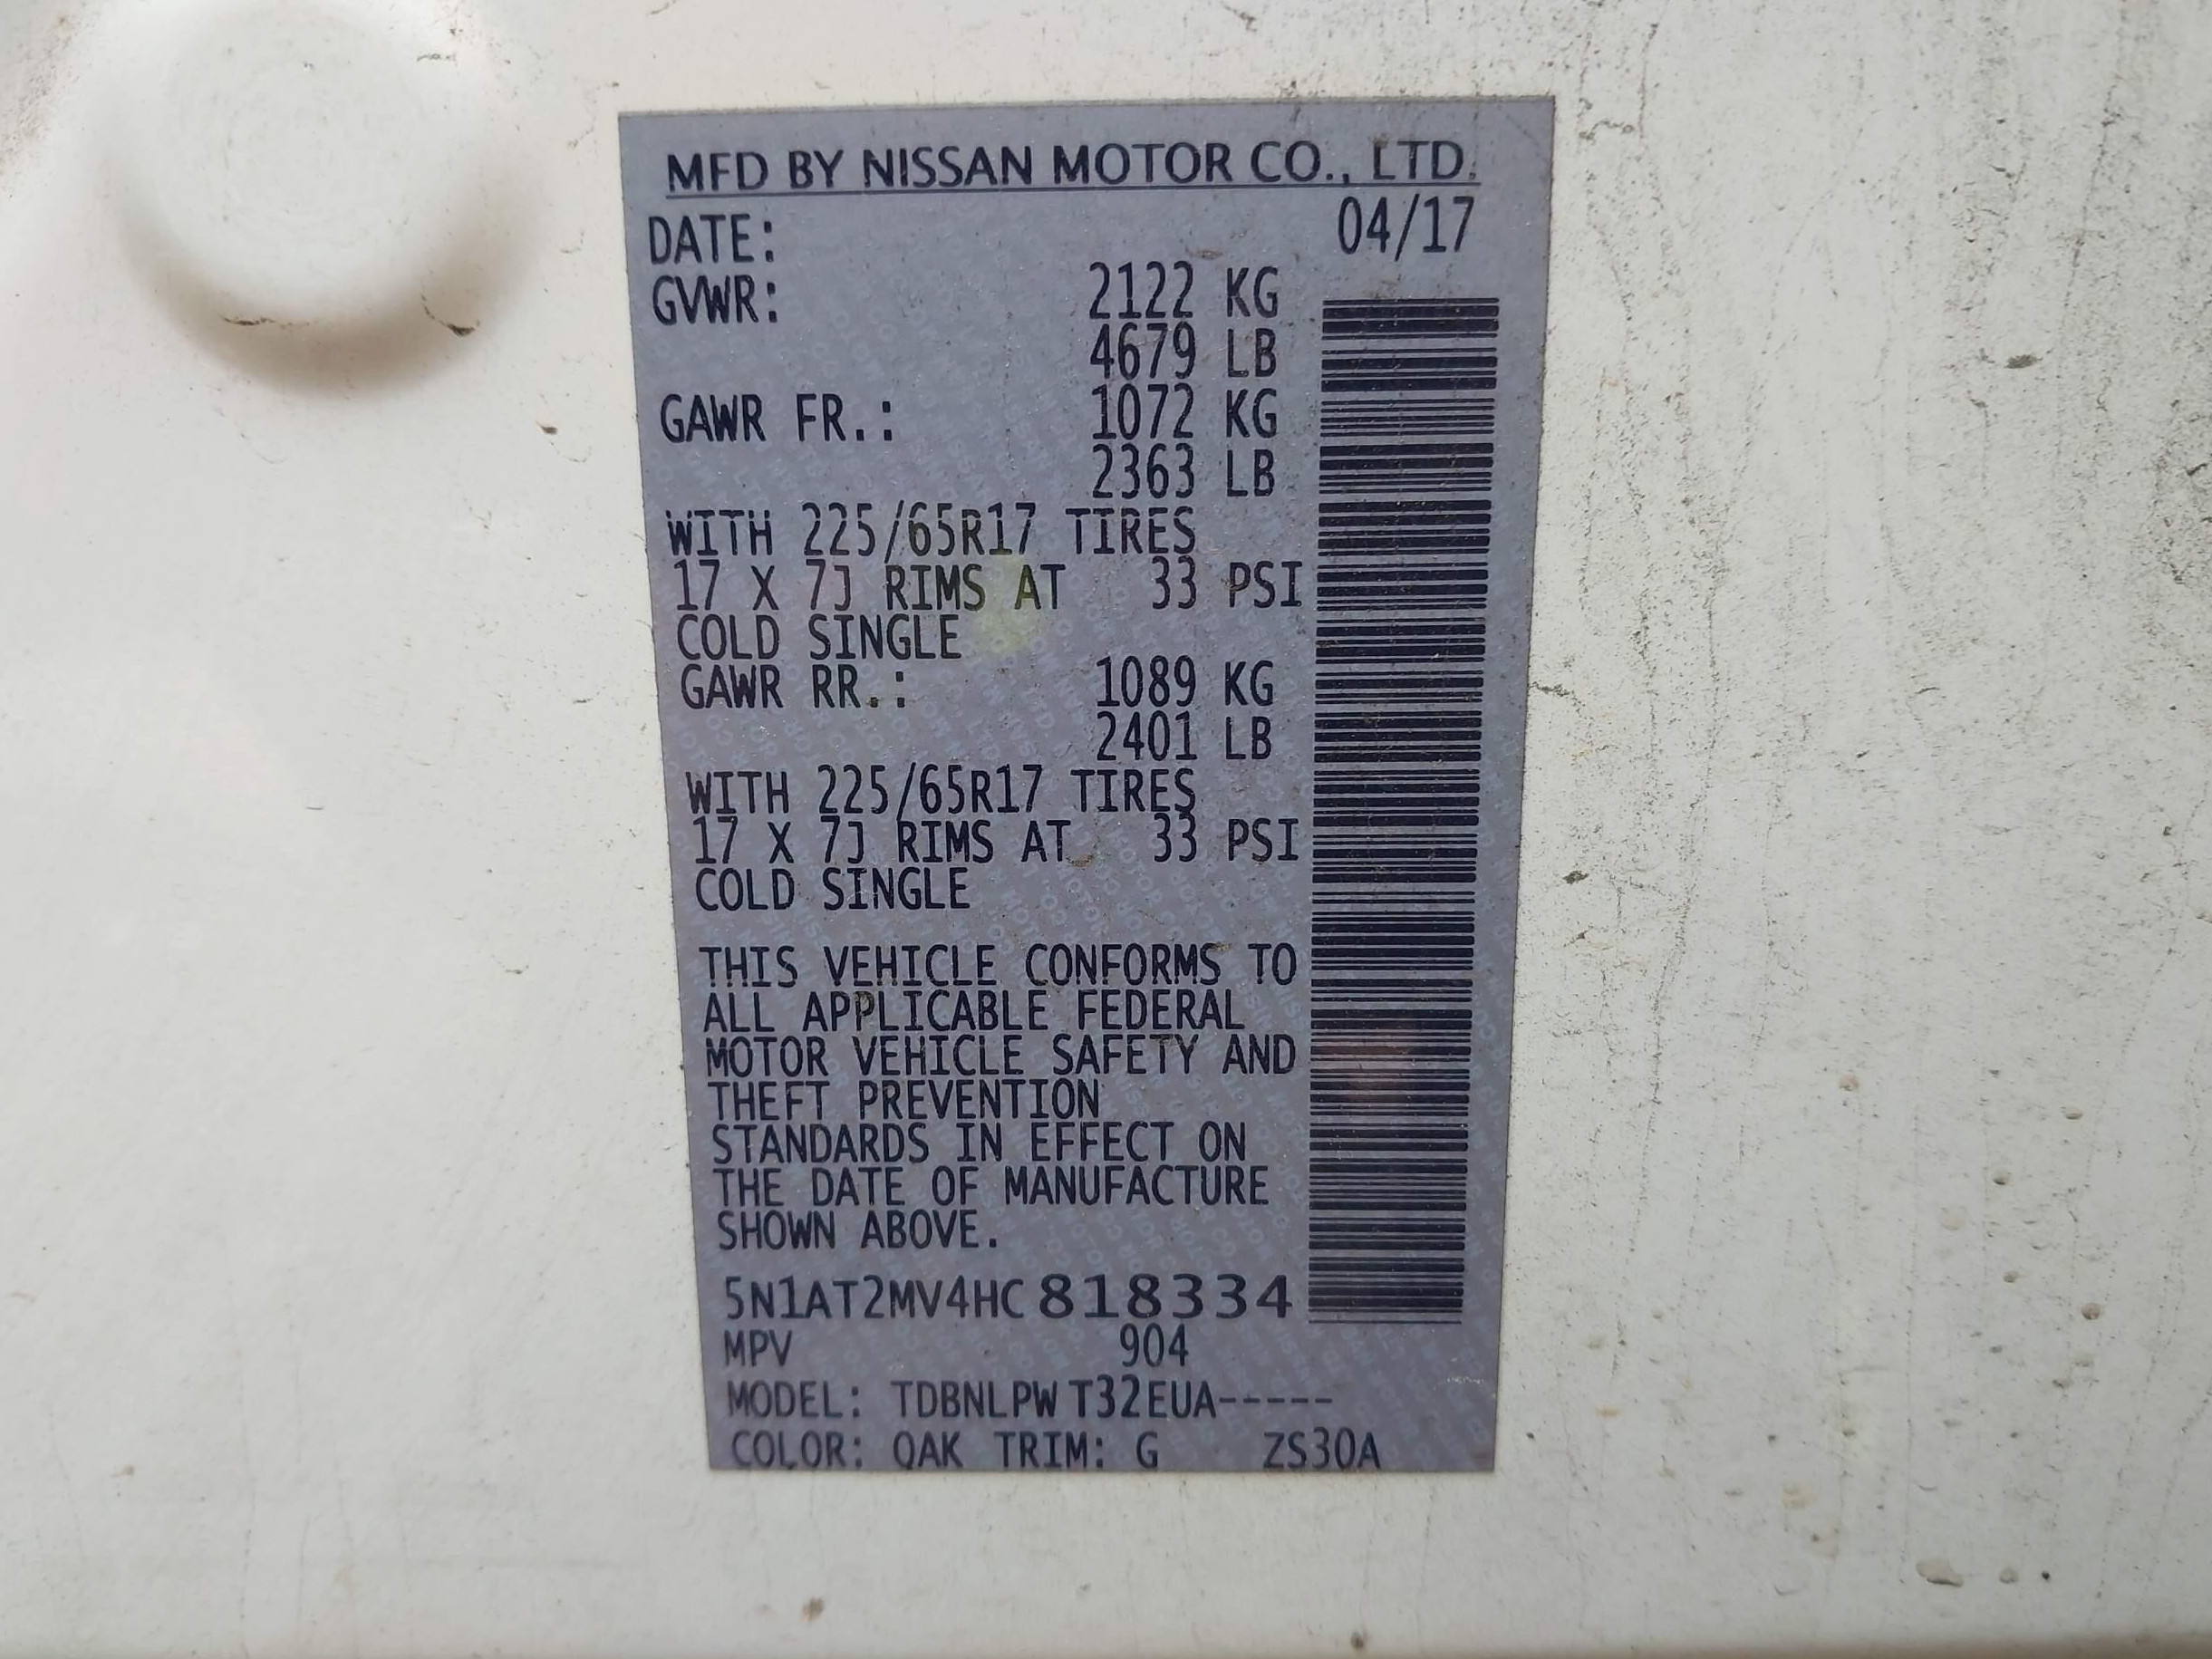 MFD BY NISSAN MOTOR CO., LTD.
DATE: 04/17
GVWR: 2122 KG
4679 LB
GAWR FR.: 1072 KG
2363 LB
WITH 225/65R17 TIRES
17 X 7J RIMS AT 33 PSI
COLD SINGLE
GAWR RR.: 1089 KG
2401 LB
WITH 225/65R17 TIRES
17 X 7J RIMS AT 33 PSI
COLD SINGLE
THIS VEHICLE CONFORMS TO
ALL APPLICABLE FEDERAL
MOTOR VEHICLE SAFETY AND
THEFT PREVENTION
STANDARDS IN EFFECT ON
THE DATE OF MANUFACTURE
SHOWN ABOVE.
5N1AT2MV4HC818334
MPV 904
MODEL: TDBNLPW T32EUA-----
COLOR: QAK TRIM: G ZS30A